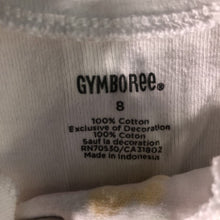 GYMBOREE®
8
100% Cotton
Exclusive of Decoration
100% Coton
Sauf la décoration
RN70530/CA31802
Made in Indonesia